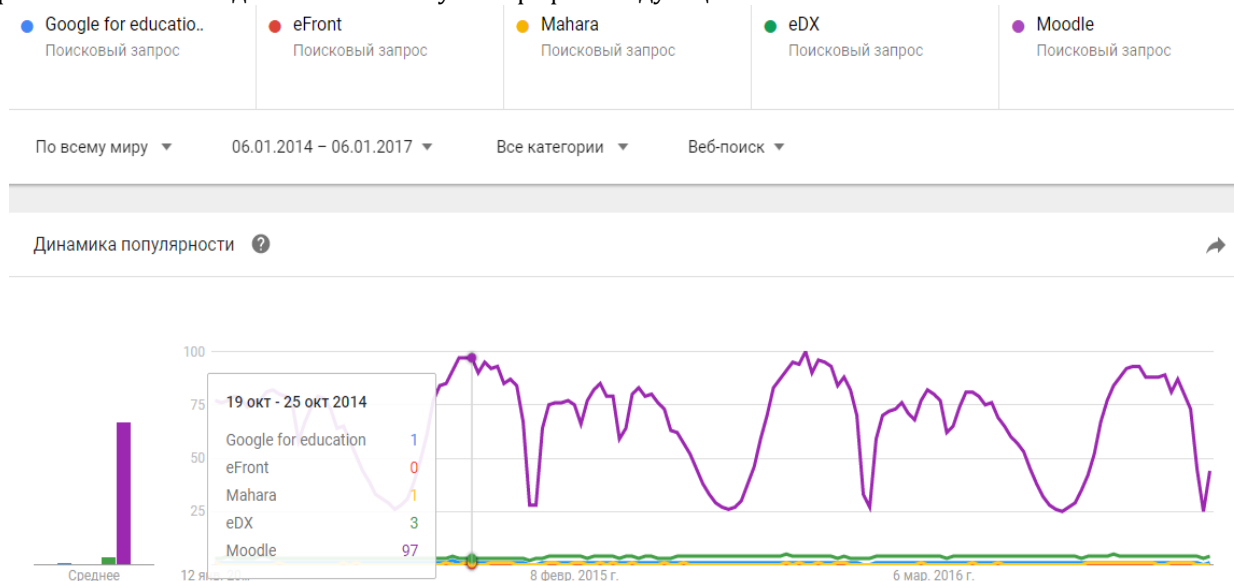 Google for educatio.. eFront Mahara eDX Moodle
Поисковый запрос Поисковый запрос Поисковый запрос Поисковый запрос Поисковый запрос
По всему миру 06.01.2014 – 06.01.2017 Все категории Веб-поиск
Динамика популярности ?
100
75
50
25
19 окт - 25 окт 2014
Google for education 1
eFront 0
Mahara 1
eDX 3
Moodle 97
Среднее 12 8 февр. 2015 г. 6 мар. 2016 г.